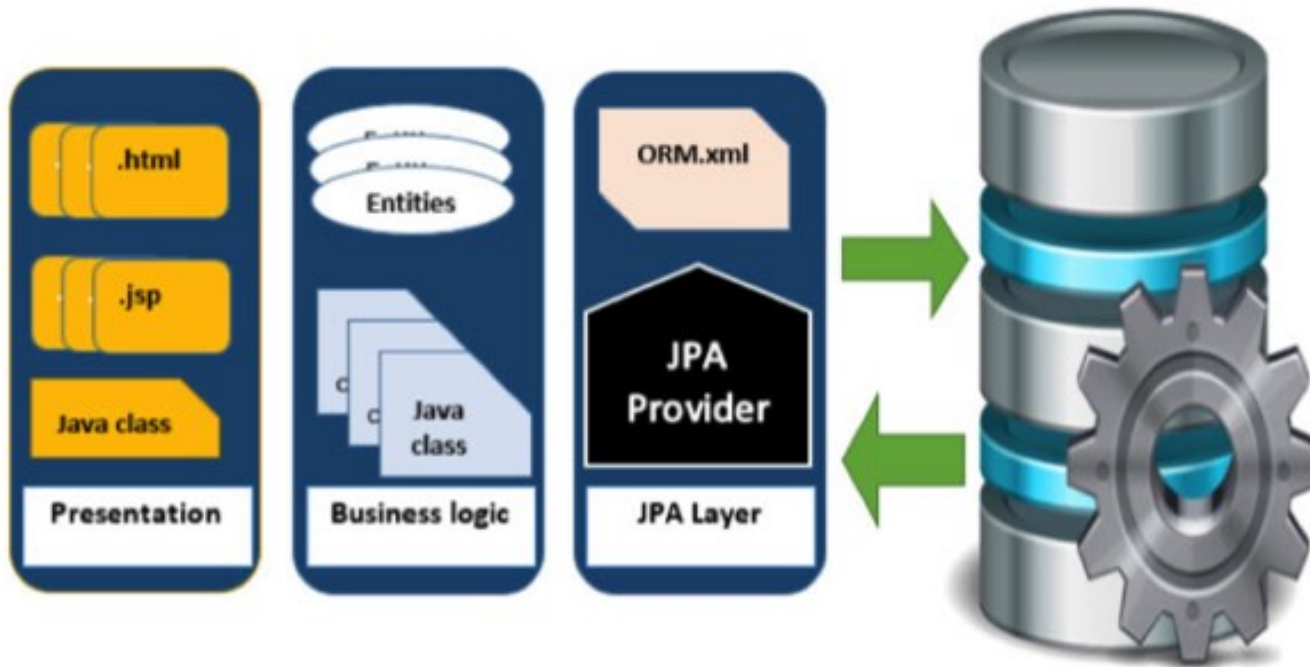 .html
.jsp
Java class
Presentation
Entities
Java
class
Business logic
ORM.xml
JPA
Provider
JPA Layer